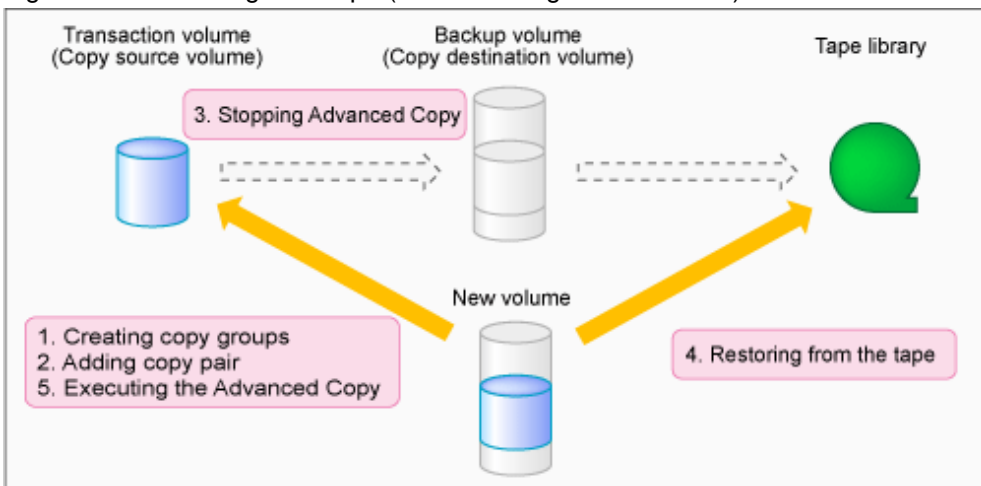 Transaction volume
(Copy source volume)
Backup volume
(Copy destination volume)
Tape library
3. Stopping Advanced Copy
New volume
1. Creating copy groups
2. Adding copy pair
5. Executing the Advanced Copy
4. Restoring from the tape